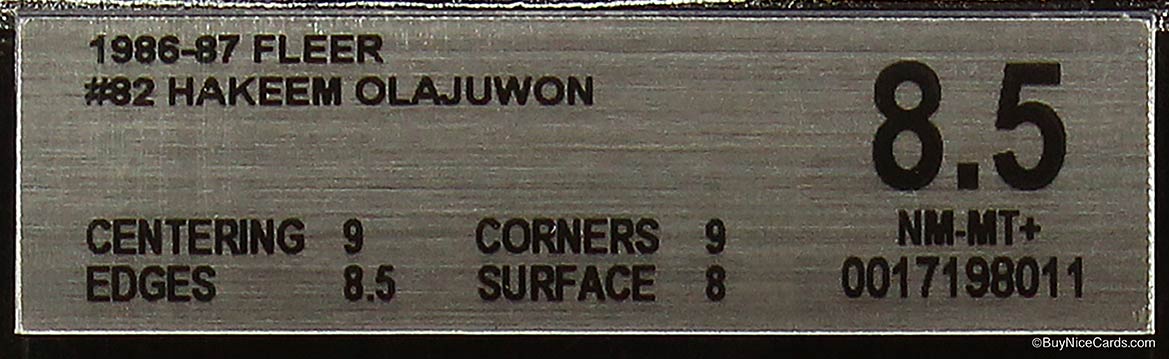 1986-87 FLEER
#82 HAKEEM OLAJUWON
8.5
NM-MT+
0017198011
CENTERING 9 CORNERS 9
EDGES 8.5 SURFACE 8
©BuyNiceCards.com